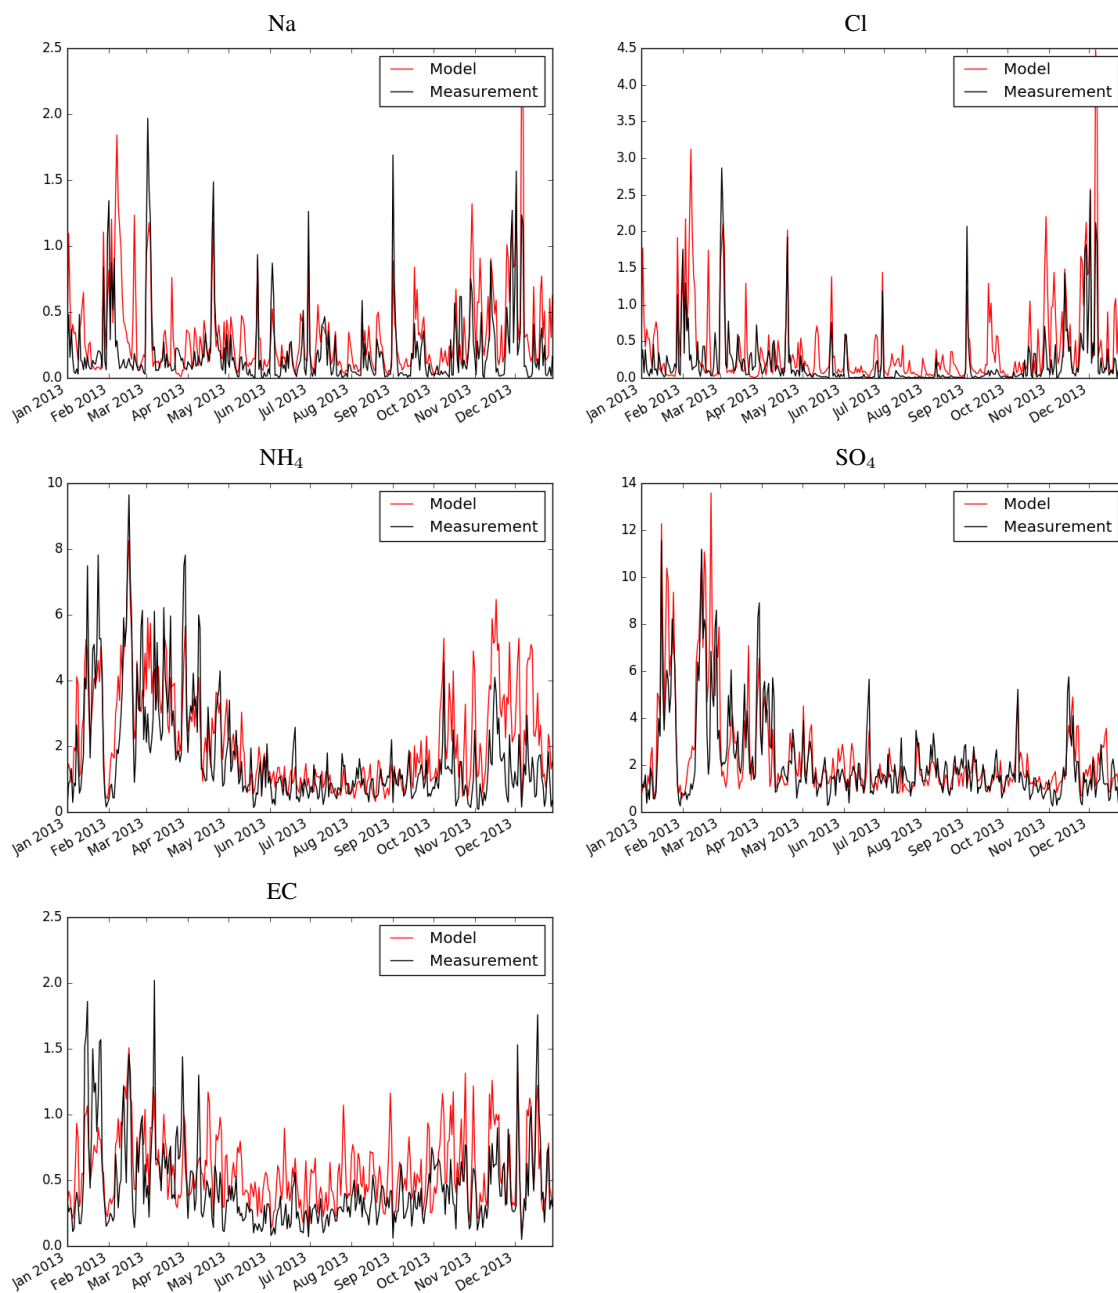 Na
2.5
2.0
1.5
1.0
0.5
0.0
Model
Measurement
Jan 2013
Feb 2013
Mar 2013
Apr 2013
May 2013
Jun 2013
Jul 2013
Aug 2013
Sep 2013
Oct 2013
Nov 2013
Dec 2013
Cl
4.5
4.0
3.5
3.0
2.5
2.0
1.5
1.0
0.5
0.0
Model
Measurement
Jan 2013
Feb 2013
Mar 2013
Apr 2013
May 2013
Jun 2013
Jul 2013
Aug 2013
Sep 2013
Oct 2013
Nov 2013
Dec 2013
NH₄
10
8
6
4
2
0
Model
Measurement
Jan 2013
Feb 2013
Mar 2013
Apr 2013
May 2013
Jun 2013
Jul 2013
Aug 2013
Sep 2013
Oct 2013
Nov 2013
Dec 2013
SO₄
14
12
10
8
6
4
2
0
Model
Measurement
Jan 2013
Feb 2013
Mar 2013
Apr 2013
May 2013
Jun 2013
Jul 2013
Aug 2013
Sep 2013
Oct 2013
Nov 2013
Dec 2013
EC
2.5
2.0
1.5
1.0
0.5
0.0
Model
Measurement
Jan 2013
Feb 2013
Mar 2013
Apr 2013
May 2013
Jun 2013
Jul 2013
Aug 2013
Sep 2013
Oct 2013
Nov 2013
Dec 2013